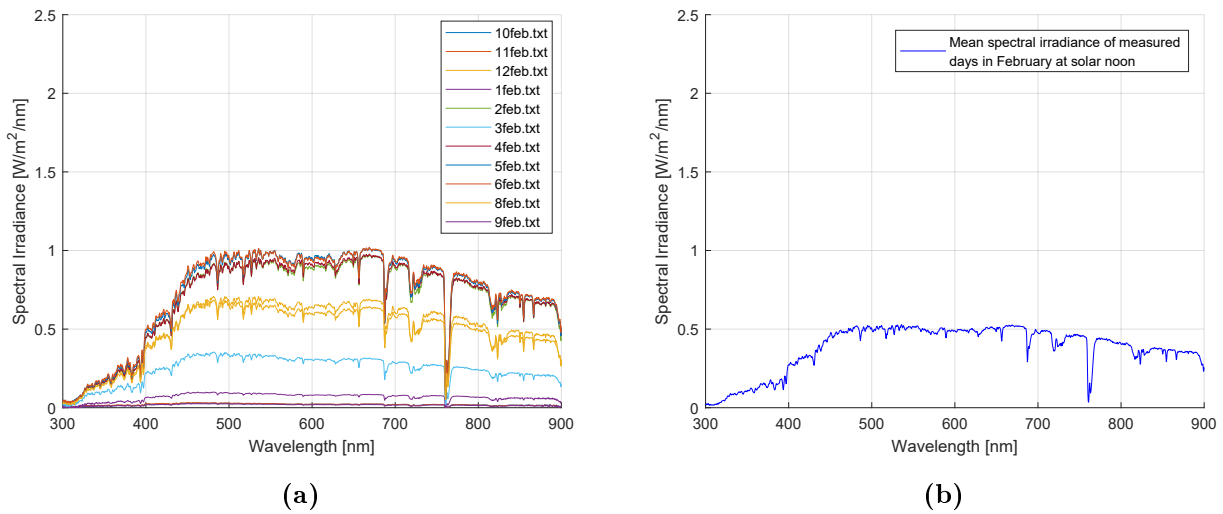 2.5
2
1.5
1
0.5
0
300
400
500
600
700
800
900
Spectral Irradiance [W/m²/nm]
Wavelength [nm]
10feb.txt
11feb.txt
12feb.txt
1feb.txt
2feb.txt
3feb.txt
4feb.txt
5feb.txt
6feb.txt
8feb.txt
9feb.txt
(a)
2.5
2
1.5
1
0.5
0
300
400
500
600
700
800
900
Spectral Irradiance [W/m²/nm]
Wavelength [nm]
Mean spectral irradiance of measured
days in February at solar noon
(b)